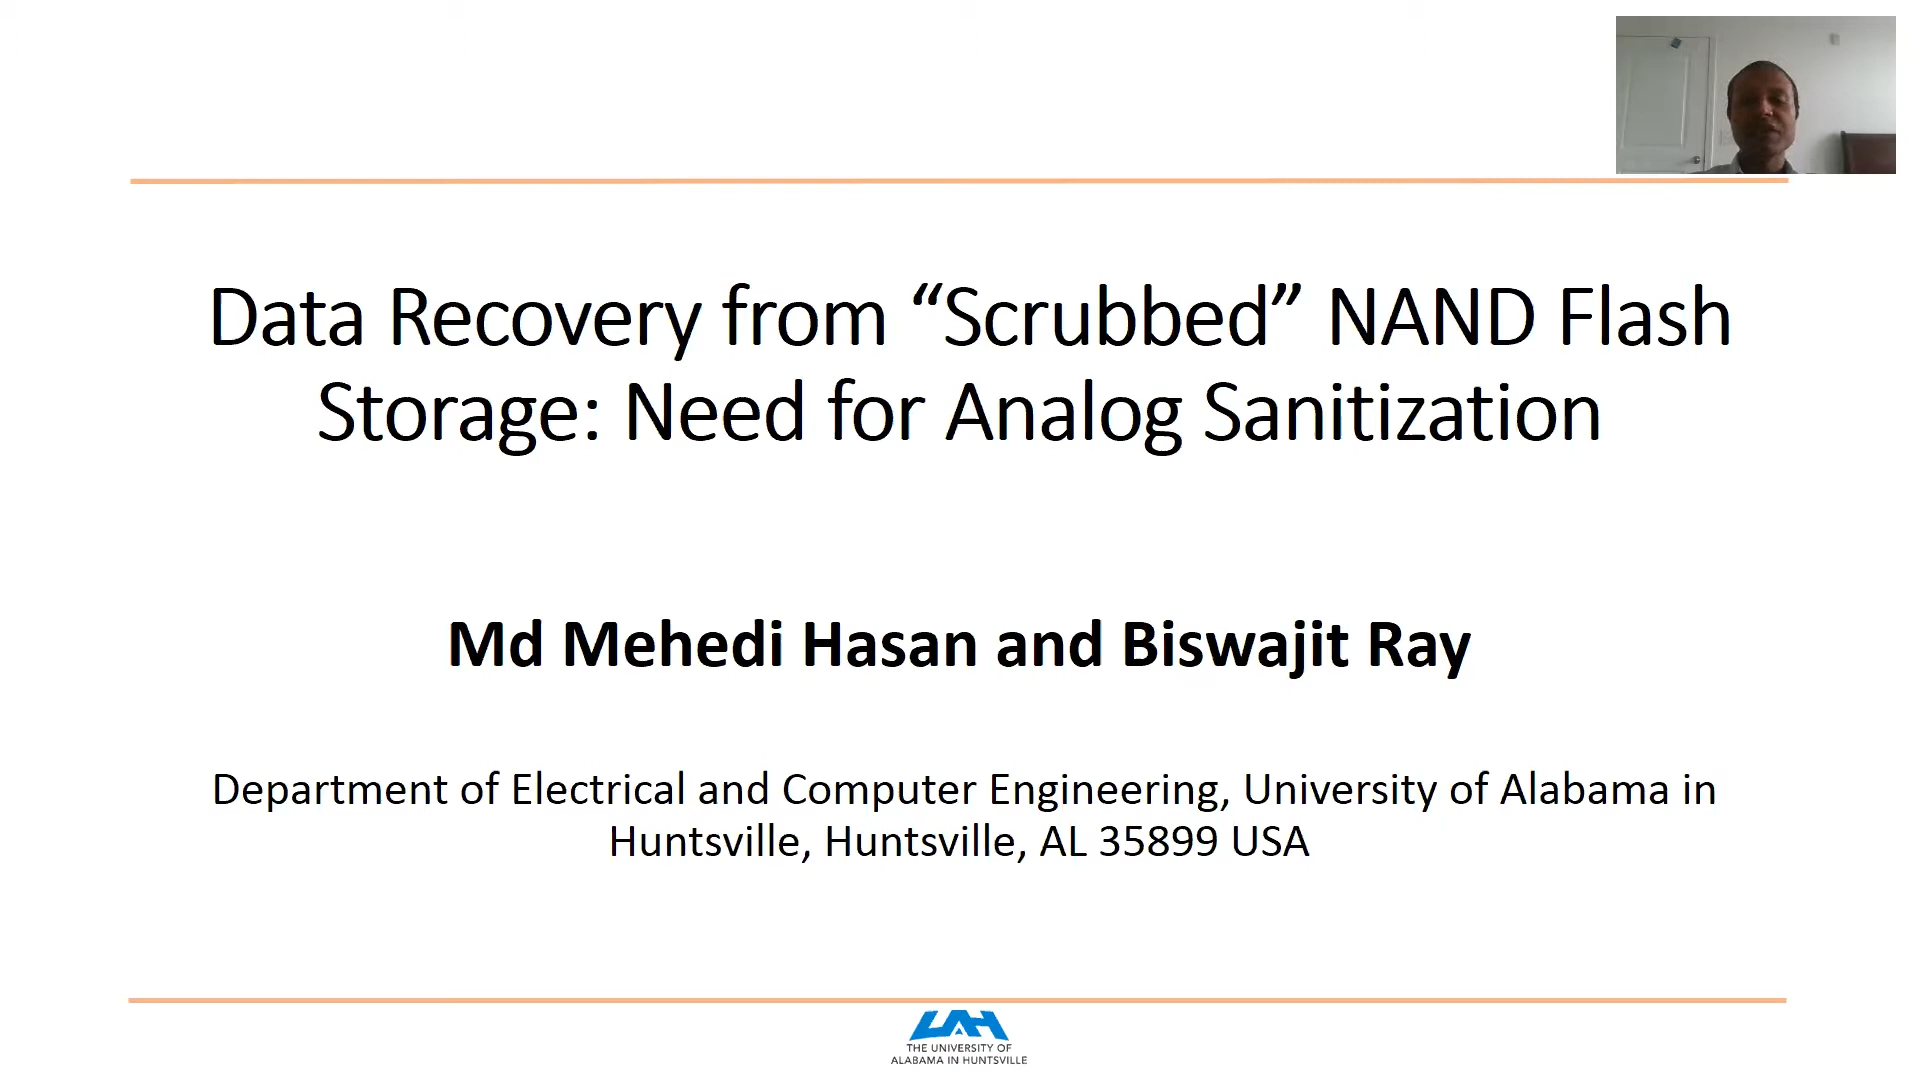 Data Recovery from “Scrubbed” NAND Flash
Storage: Need for Analog Sanitization
Md Mehedi Hasan and Biswajit Ray
Department of Electrical and Computer Engineering, University of Alabama in
Huntsville, Huntsville, AL 35899 USA
UAH
THE UNIVERSITY OF
ALABAMA IN HUNTSVILLE